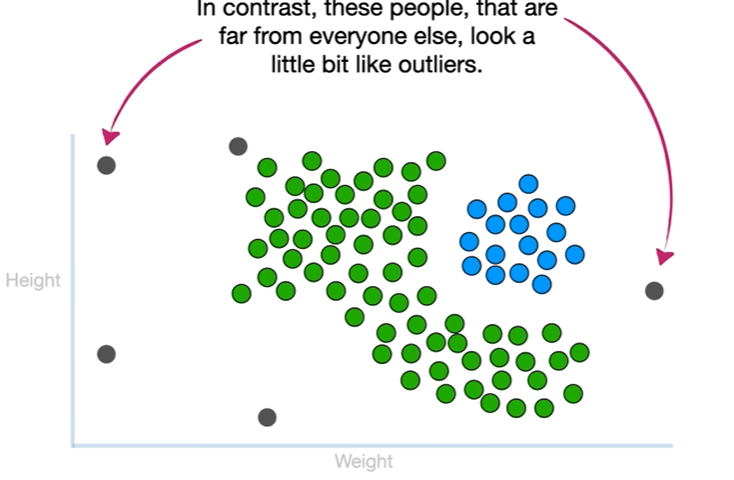 In contrast, these people, that are
far from everyone else, look a
little bit like outliers.
Height
Weight